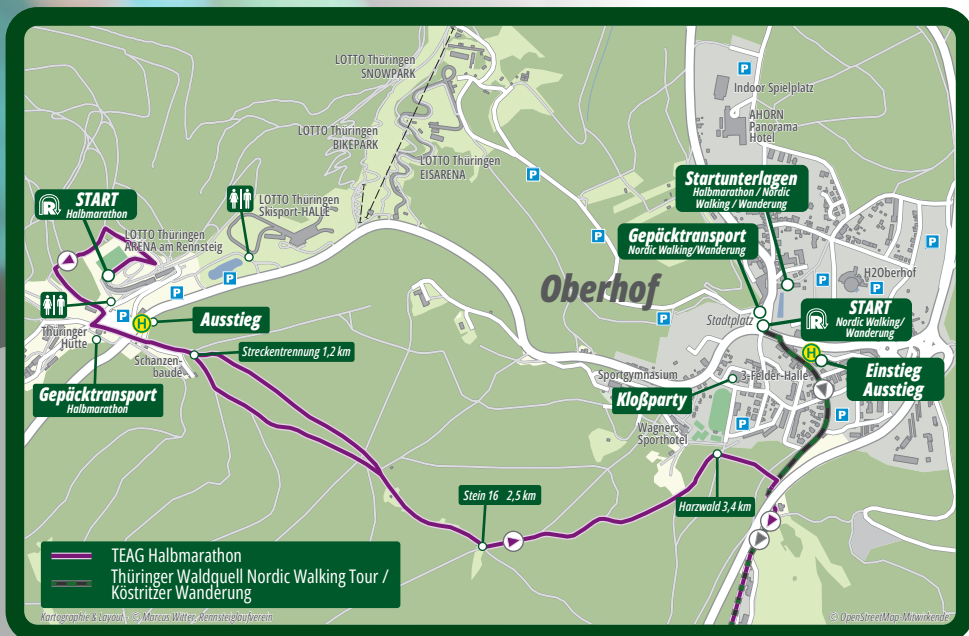 LOTTO Thüringen
SNOWPARK
Indoor Spielplatz
AHORN
Panorama
Hotel
LOTTO Thüringen
BIKEPARK
LOTTO Thüringen
EISARENA
Startunterlagen
Halbmarathon / Nordic
Walking / Wanderung
START
Halbmarathon
LOTTO Thüringen
Skisport-HALLE
LOTTO Thüringen
ARENA am Rennsteig
Gepäcktransport
Nordic Walking/Wanderung
H2Oberhof
Oberhof
START
Nordic Walking/
Wanderung
Stadtplatz
Ausstieg
Thüringer
Hütte
Streckentrennung 1,2 km
Schanzen-
baude
Einstieg
Ausstieg
Sportgymnasium
3-Felder-Halle
Gepäcktransport
Halbmarathon
Kloßparty
Wagners
Sporthotel
Stein 16 2,5 km
Harzwald 3,4 km
P
P
P
P
P
P
P
P
P
P
P
P
H
H
TEAG Halbmarathon
Thüringer Waldquell Nordic Walking Tour /
Köstritzer Wanderung
Kartographie & Layout - © Marcus Witter, Rennsteiglaufverein
© OpenStreetMap-Mitwirkende